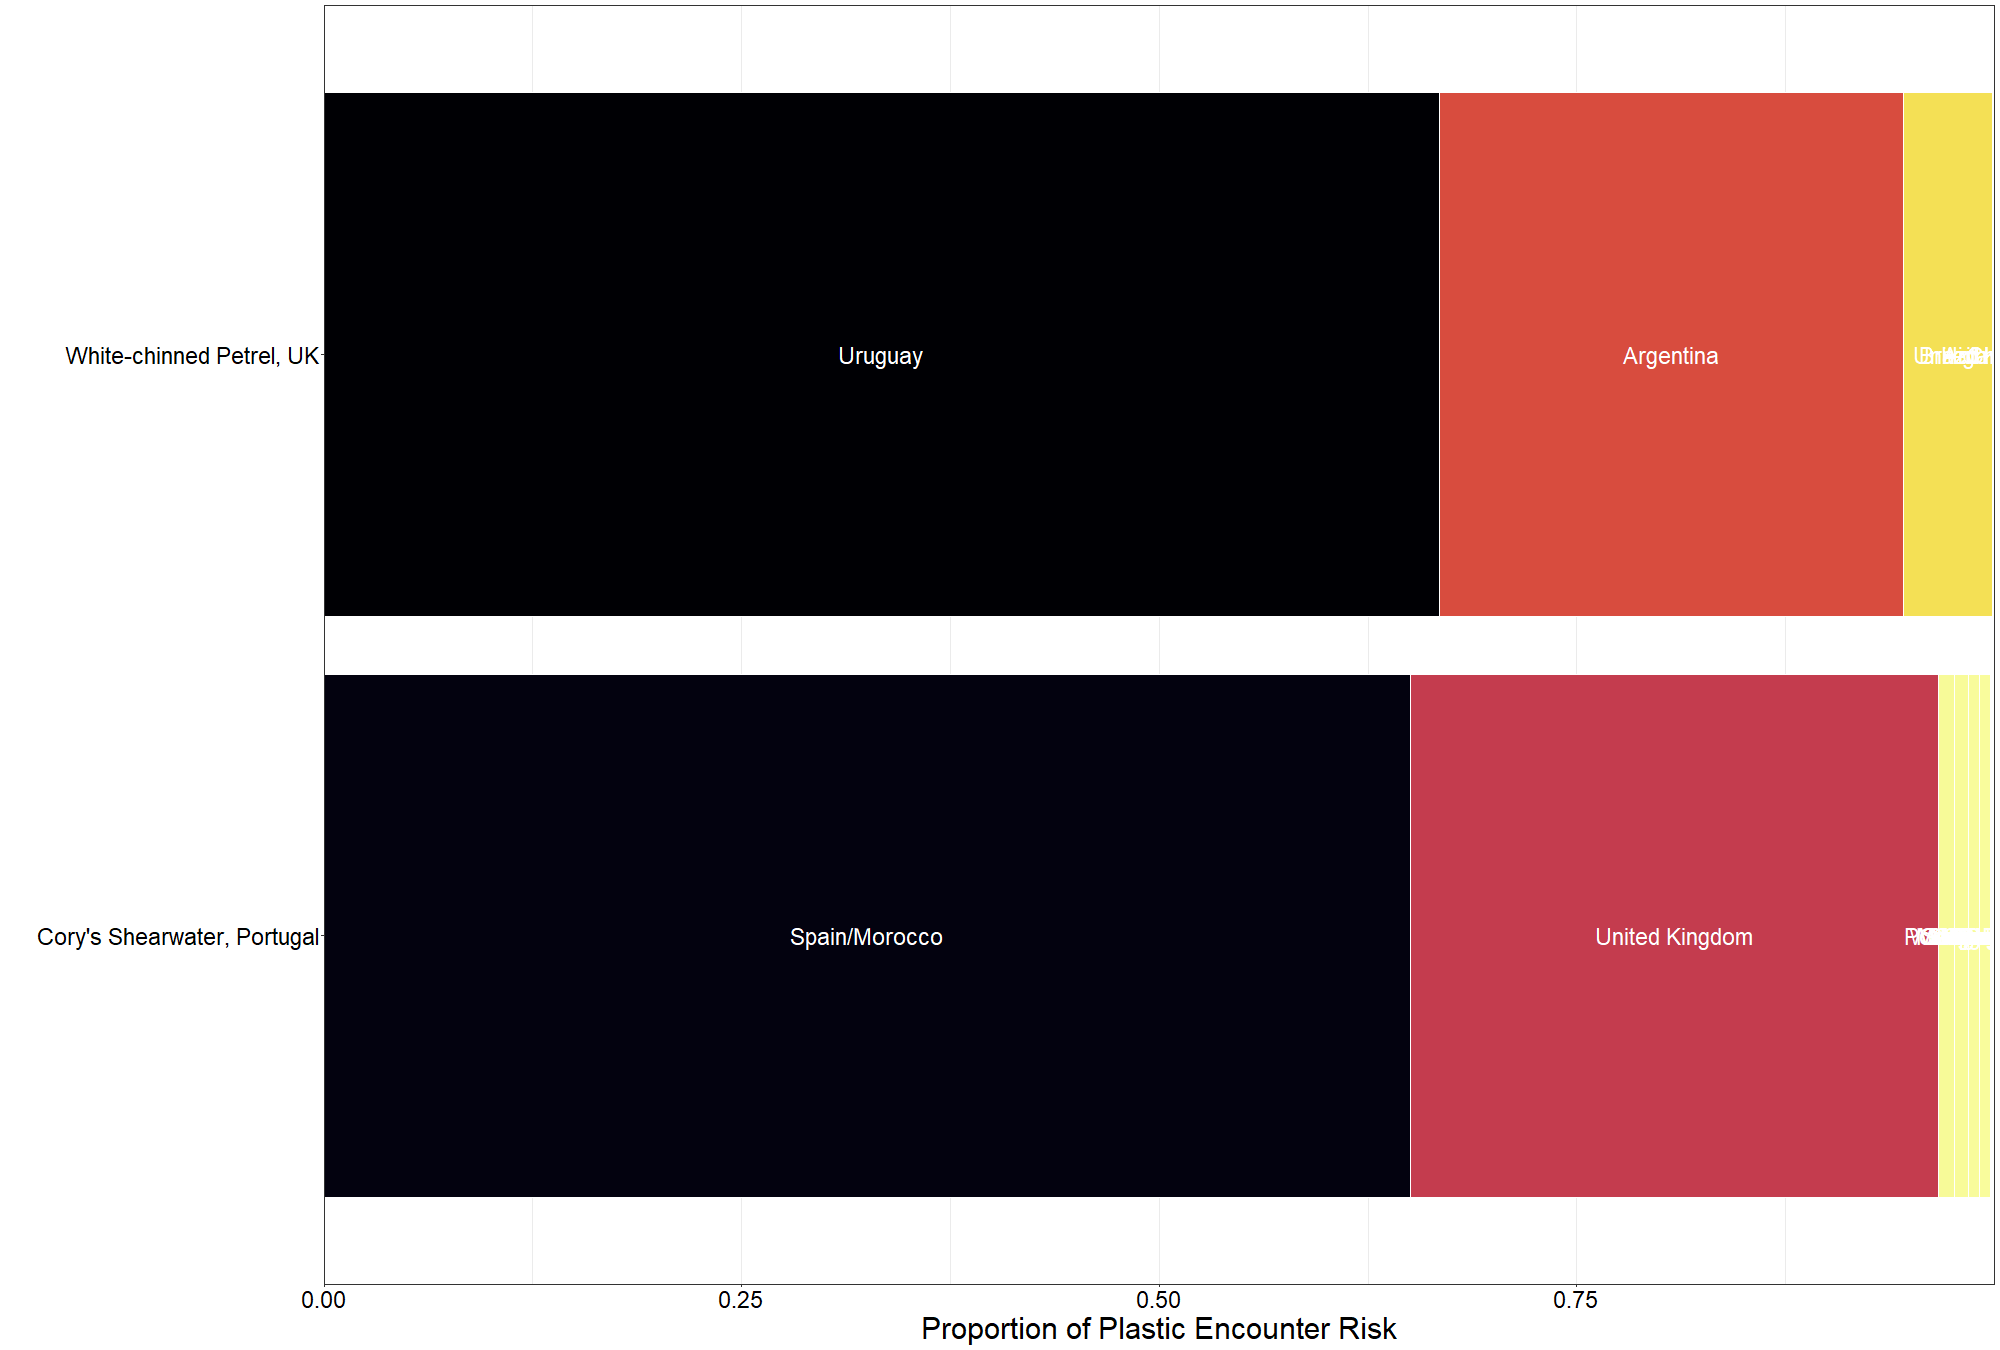 White-chinned Petrel, UK
Uruguay
Argentina
Cory's Shearwater, Portugal
Spain/Morocco
United Kingdom
0.00
0.25
0.50
0.75
Proportion of Plastic Encounter Risk